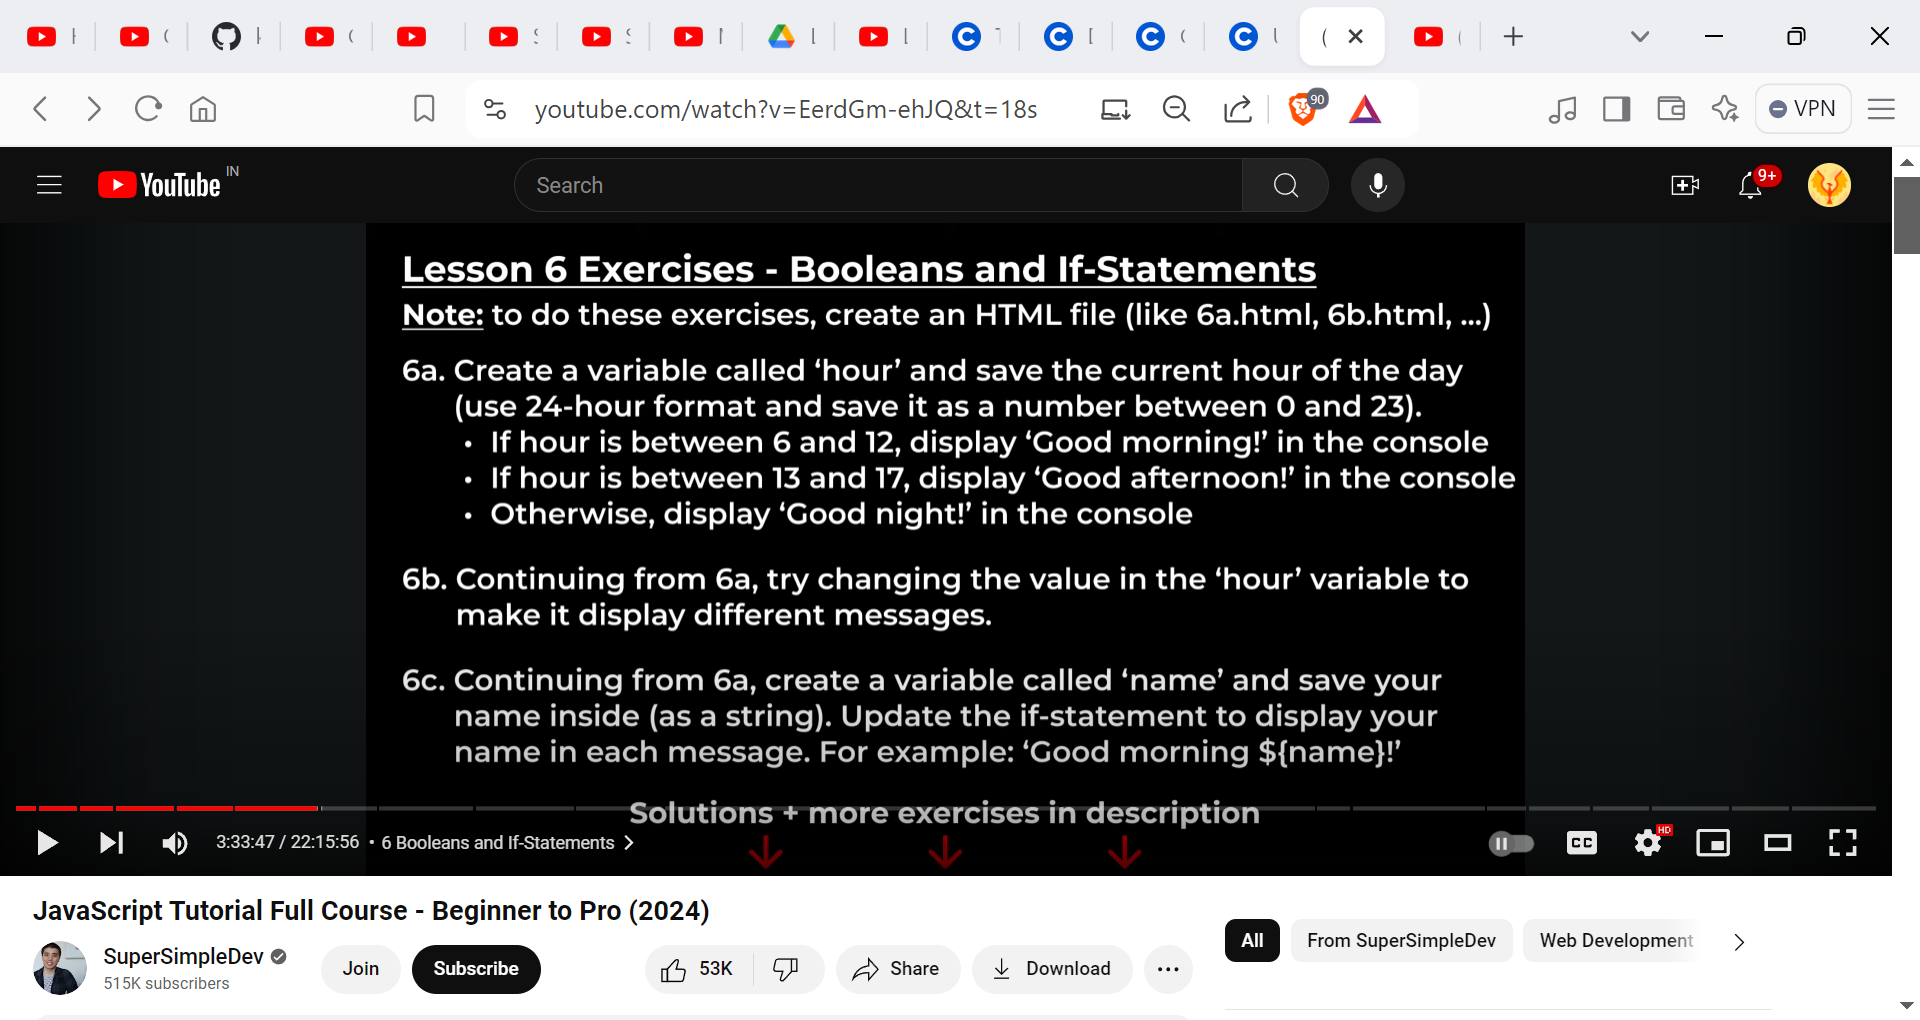 youtube.com/watch?v=EerdGm-ehJQ&t=18s
90
VPN
YouTube IN
Search
9+
Lesson 6 Exercises - Booleans and If-Statements
Note: to do these exercises, create an HTML file (like 6a.html, 6b.html, ...)
6a. Create a variable called ‘hour’ and save the current hour of the day
(use 24-hour format and save it as a number between 0 and 23).
• If hour is between 6 and 12, display ‘Good morning!’ in the console
• If hour is between 13 and 17, display ‘Good afternoon!’ in the console
• Otherwise, display ‘Good night!’ in the console
6b. Continuing from 6a, try changing the value in the ‘hour’ variable to
make it display different messages.
6c. Continuing from 6a, create a variable called ‘name’ and save your
name inside (as a string). Update the if-statement to display your
name in each message. For example: ‘Good morning ${name}!’
Solutions + more exercises in description
3:33:47 / 22:15:56 • 6 Booleans and If-Statements
CC
HD
JavaScript Tutorial Full Course - Beginner to Pro (2024)
SuperSimpleDev
515K subscribers
Join
Subscribe
53K
Share
Download
All
From SuperSimpleDev
Web Development